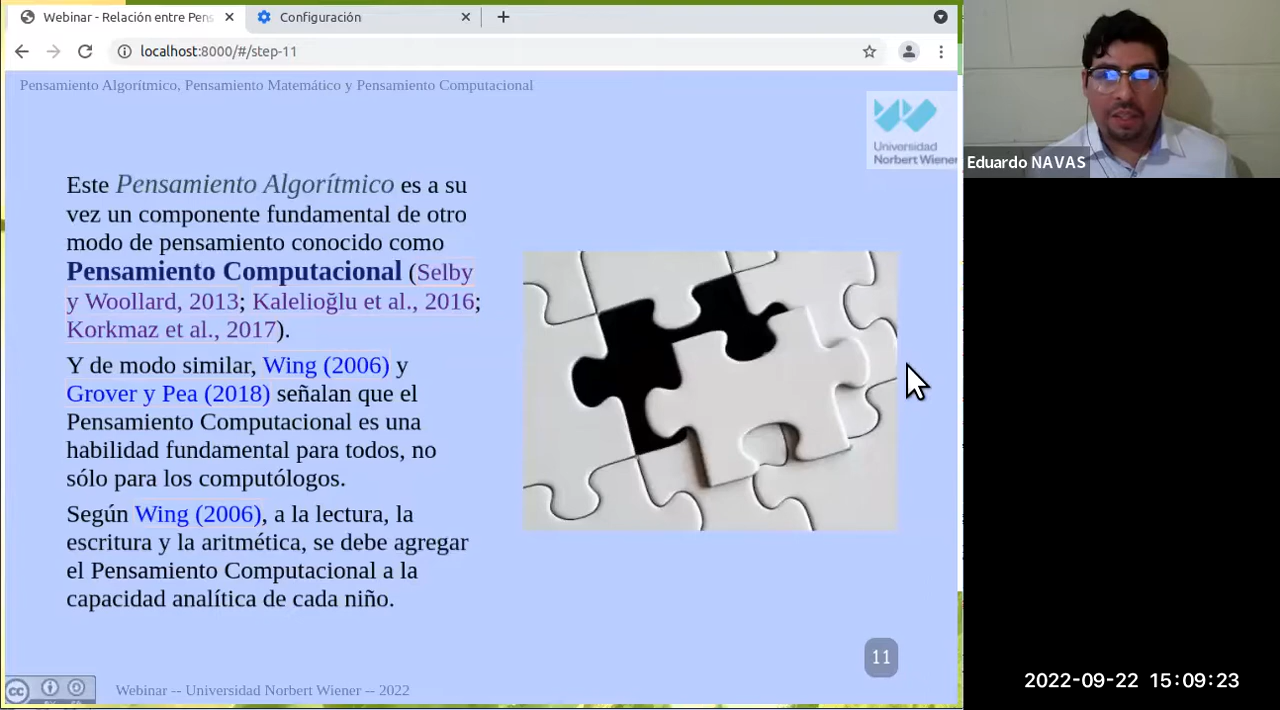 Webinar - Relación entre Pens
Configuración
localhost:8000/#/step-11
Pensamiento Algorítmico, Pensamiento Matemático y Pensamiento Computacional
Universidad
Norbert Wiener
Eduardo NAVAS
Este Pensamiento Algorítmico es a su
vez un componente fundamental de otro
modo de pensamiento conocido como
Pensamiento Computacional (Selby
y Woollard, 2013; Kalelioğlu et al., 2016;
Korkmaz et al., 2017).
Y de modo similar, Wing (2006) y
Grover y Pea (2018) señalan que el
Pensamiento Computacional es una
habilidad fundamental para todos, no
sólo para los computólogos.
Según Wing (2006), a la lectura, la
escritura y la aritmética, se debe agregar
el Pensamiento Computacional a la
capacidad analítica de cada niño.
11
cc
Webinar -- Universidad Norbert Wiener -- 2022
2022-09-22 15:09:23